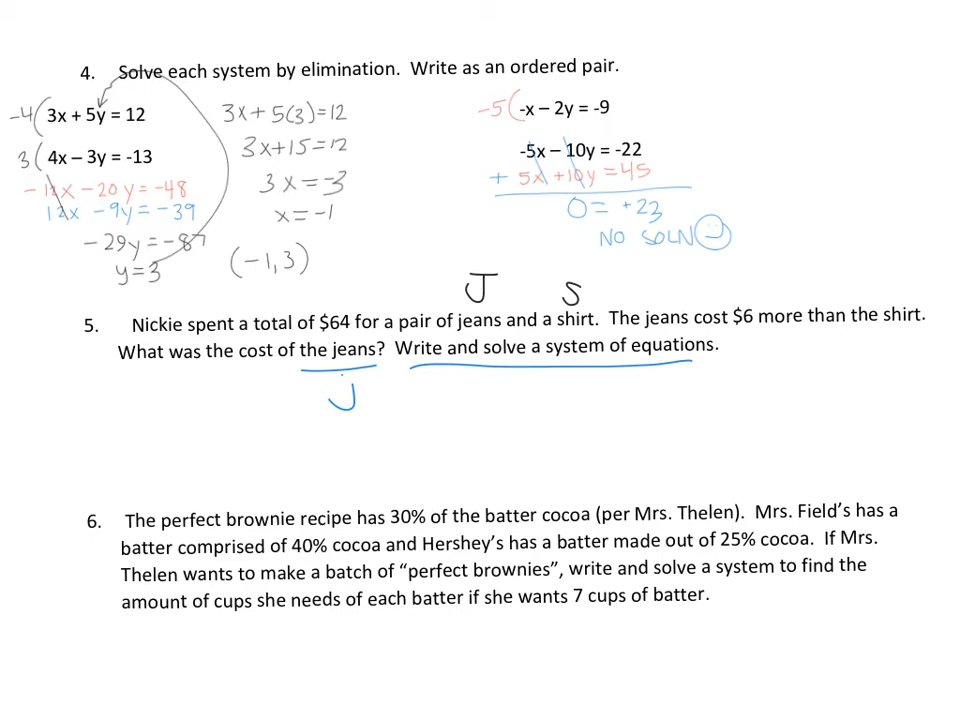 4. Solve each system by elimination. Write as an ordered pair.
-4( 3x + 5y = 12
3( 4x – 3y = -13
-12x - 20y = -48
12x - 9y = -39
-29y = -87
y = 3
3x + 5(3) = 12
3x + 15 = 12
3x = -3
x = -1
(-1, 3)
-5( -x – 2y = -9
-5x – 10y = -22
+ 5x + 10y = 45
0 = +23
NO SOLN
J S
5. Nickie spent a total of $64 for a pair of jeans and a shirt. The jeans cost $6 more than the shirt.
What was the cost of the jeans? Write and solve a system of equations.
j
6. The perfect brownie recipe has 30% of the batter cocoa (per Mrs. Thelen). Mrs. Field’s has a
batter comprised of 40% cocoa and Hershey’s has a batter made out of 25% cocoa. If Mrs.
Thelen wants to make a batch of “perfect brownies”, write and solve a system to find the
amount of cups she needs of each batter if she wants 7 cups of batter.